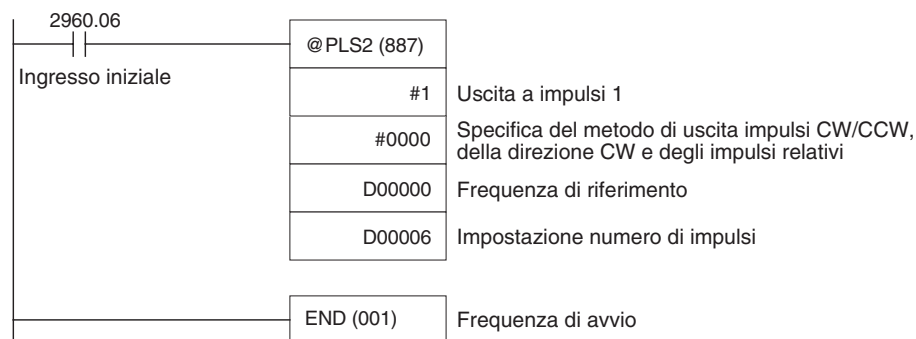 2960.06
@PLS2 (887)
Ingresso iniziale
#1 Uscita a impulsi 1
#0000 Specifica del metodo di uscita impulsi CW/CCW,
della direzione CW e degli impulsi relativi
D00000 Frequenza di riferimento
D00006 Impostazione numero di impulsi
END (001) Frequenza di avvio